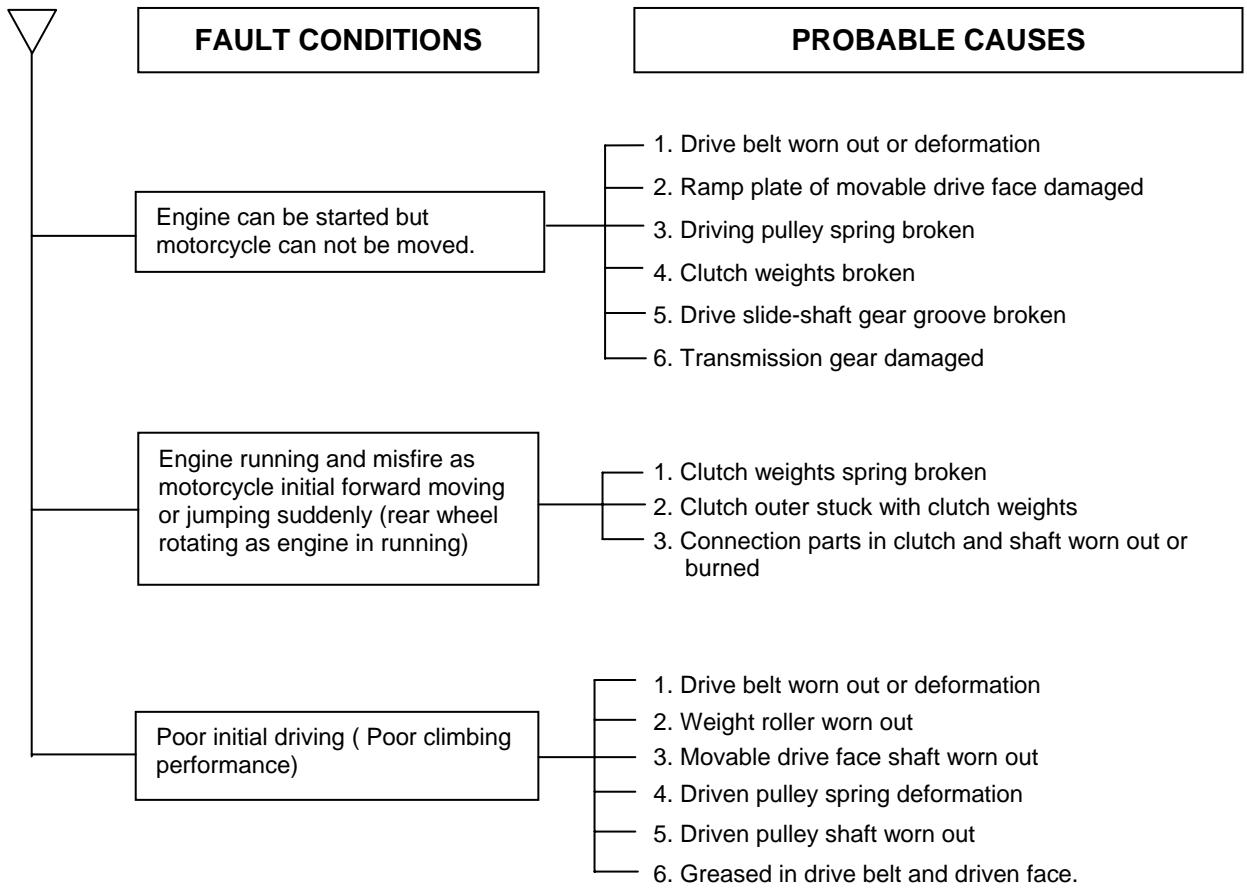 FAULT CONDITIONS
PROBABLE CAUSES
Engine can be started but
motorcycle can not be moved.
1. Drive belt worn out or deformation
2. Ramp plate of movable drive face damaged
3. Driving pulley spring broken
4. Clutch weights broken
5. Drive slide-shaft gear groove broken
6. Transmission gear damaged
Engine running and misfire as
motorcycle initial forward moving
or jumping suddenly (rear wheel
rotating as engine in running)
1. Clutch weights spring broken
2. Clutch outer stuck with clutch weights
3. Connection parts in clutch and shaft worn out or
burned
Poor initial driving ( Poor climbing
performance)
1. Drive belt worn out or deformation
2. Weight roller worn out
3. Movable drive face shaft worn out
4. Driven pulley spring deformation
5. Driven pulley shaft worn out
6. Greased in drive belt and driven face.